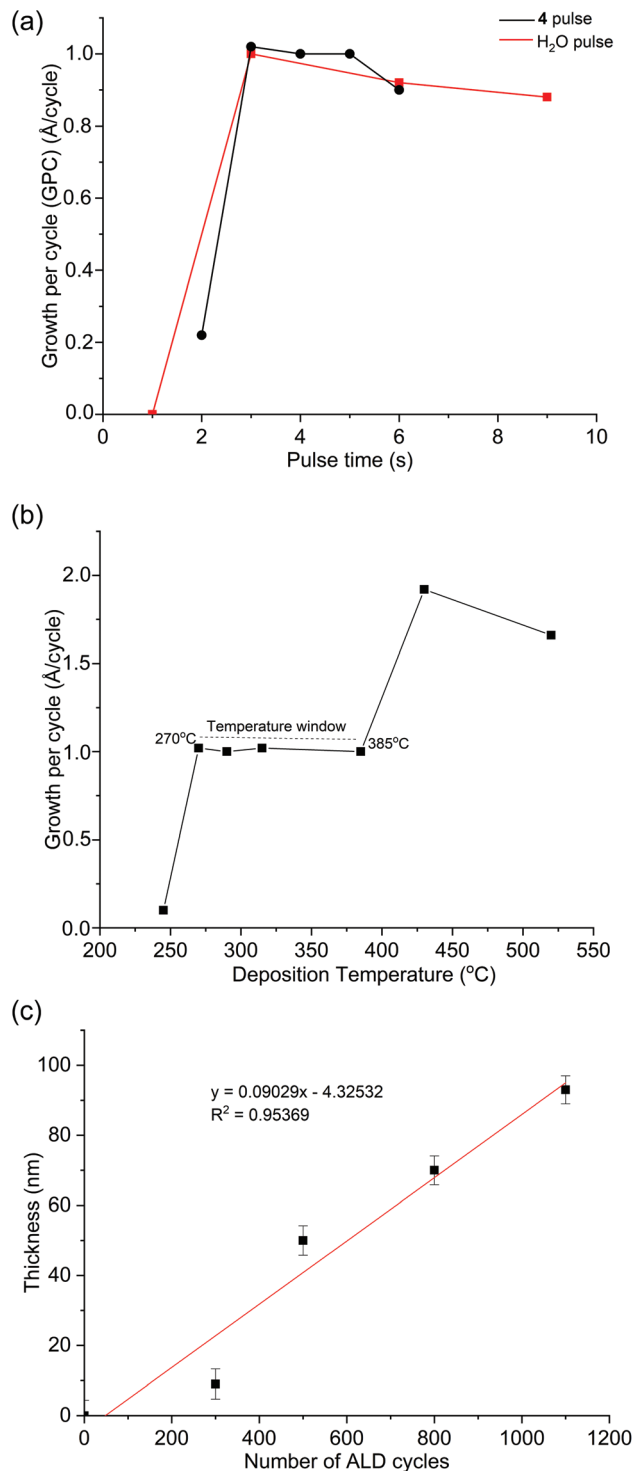 (a)
4 pulse
H₂O pulse
Growth per cycle (GPC) (Å/cycle)
1.0
0.8
0.6
0.4
0.2
0.0
0 2 4 6 8 10
Pulse time (s)
(b)
Growth per cycle (Å/cycle)
2.0
1.5
1.0
0.5
0.0
270°C
Temperature window
385°C
200 250 300 350 400 450 500 550
Deposition Temperature (°C)
(c)
Thickness (nm)
100
80
60
40
20
0
y = 0.09029x - 4.32532
R² = 0.95369
0 200 400 600 800 1000 1200
Number of ALD cycles